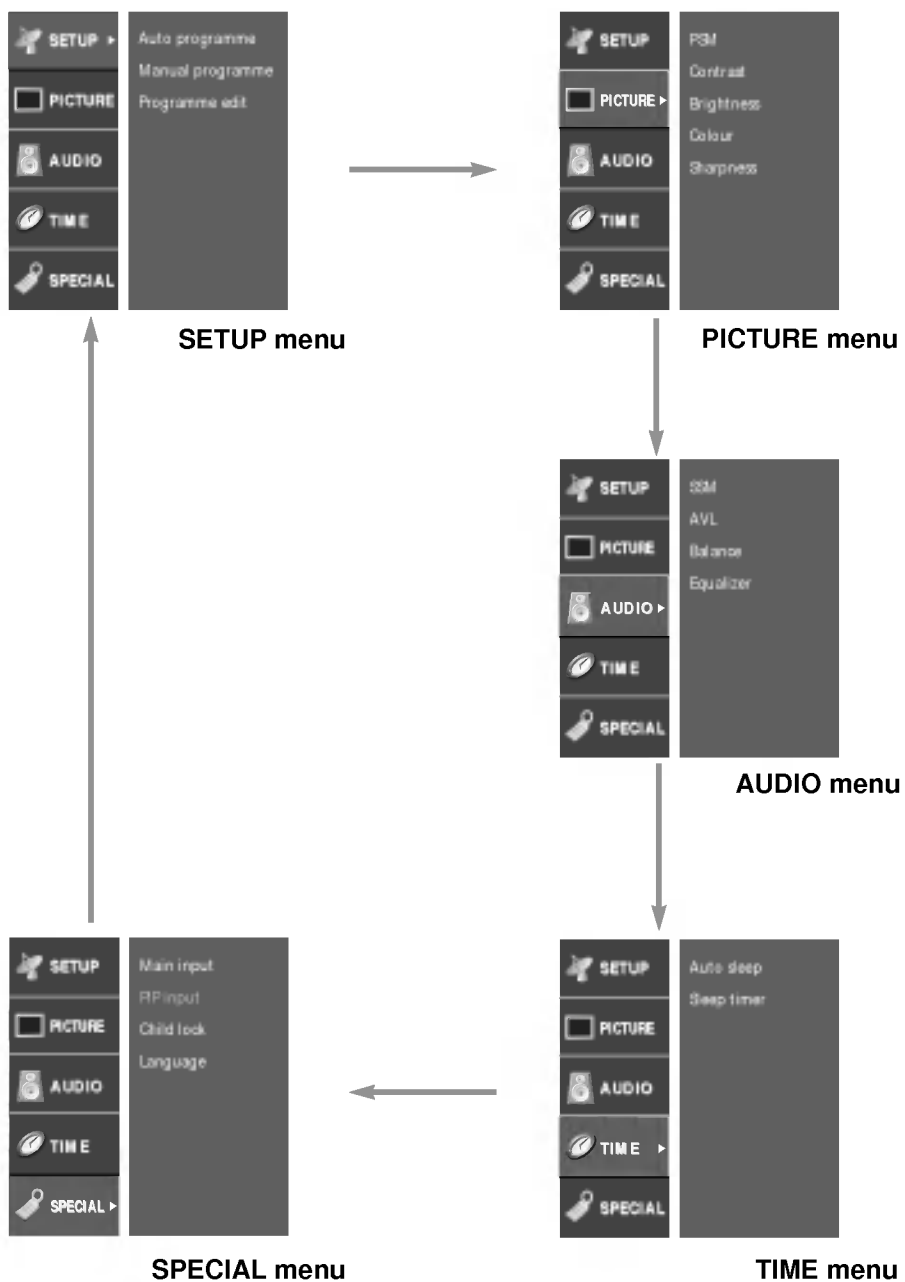 SETUP
PICTURE
AUDIO
TIME
SPECIAL
Auto programme
Manual programme
Programme edit
SETUP menu
SETUP
PICTURE
AUDIO
TIME
SPECIAL
PSM
Contrast
Brightness
Colour
Sharpness
PICTURE menu
SETUP
PICTURE
AUDIO
TIME
SPECIAL
SSM
AVL
Balance
Equalizer
AUDIO menu
SETUP
PICTURE
AUDIO
TIME
SPECIAL
Main input
PIP input
Child lock
Language
SPECIAL menu
SETUP
PICTURE
AUDIO
TIME
SPECIAL
Auto sleep
Sleep timer
TIME menu